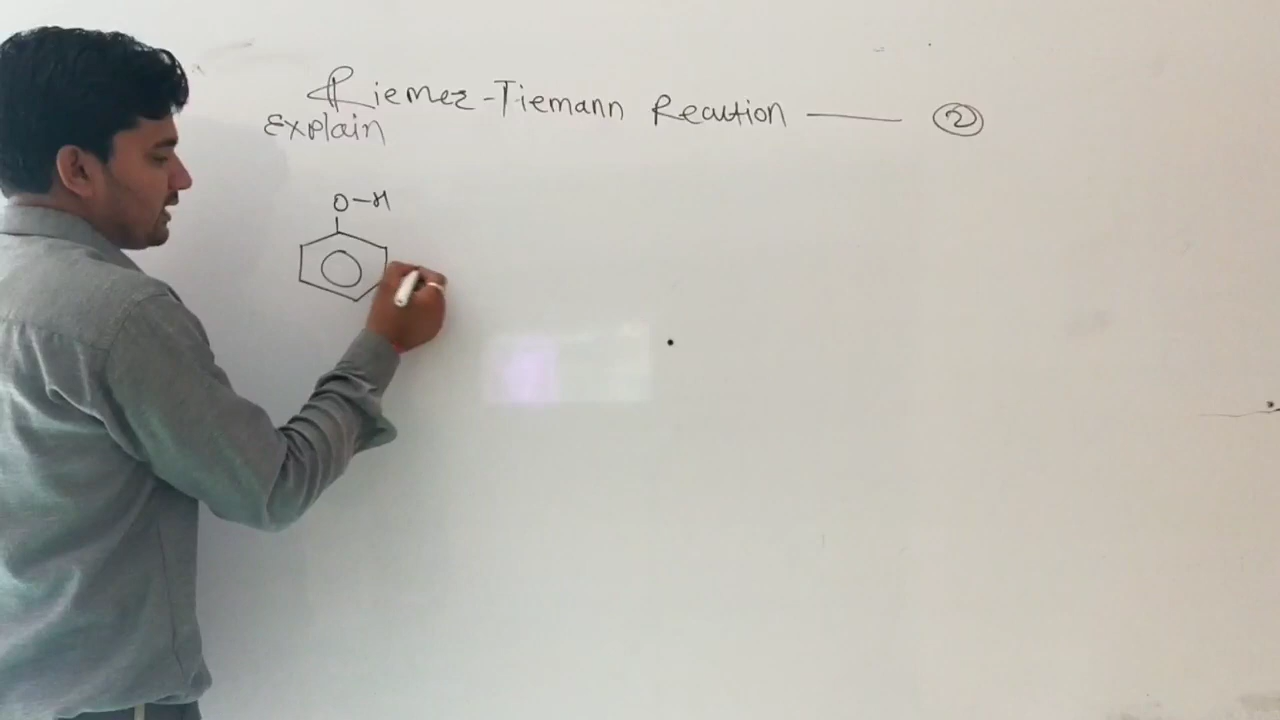 Riemer-Tiemann Reaction —— 2
Explain
O-H